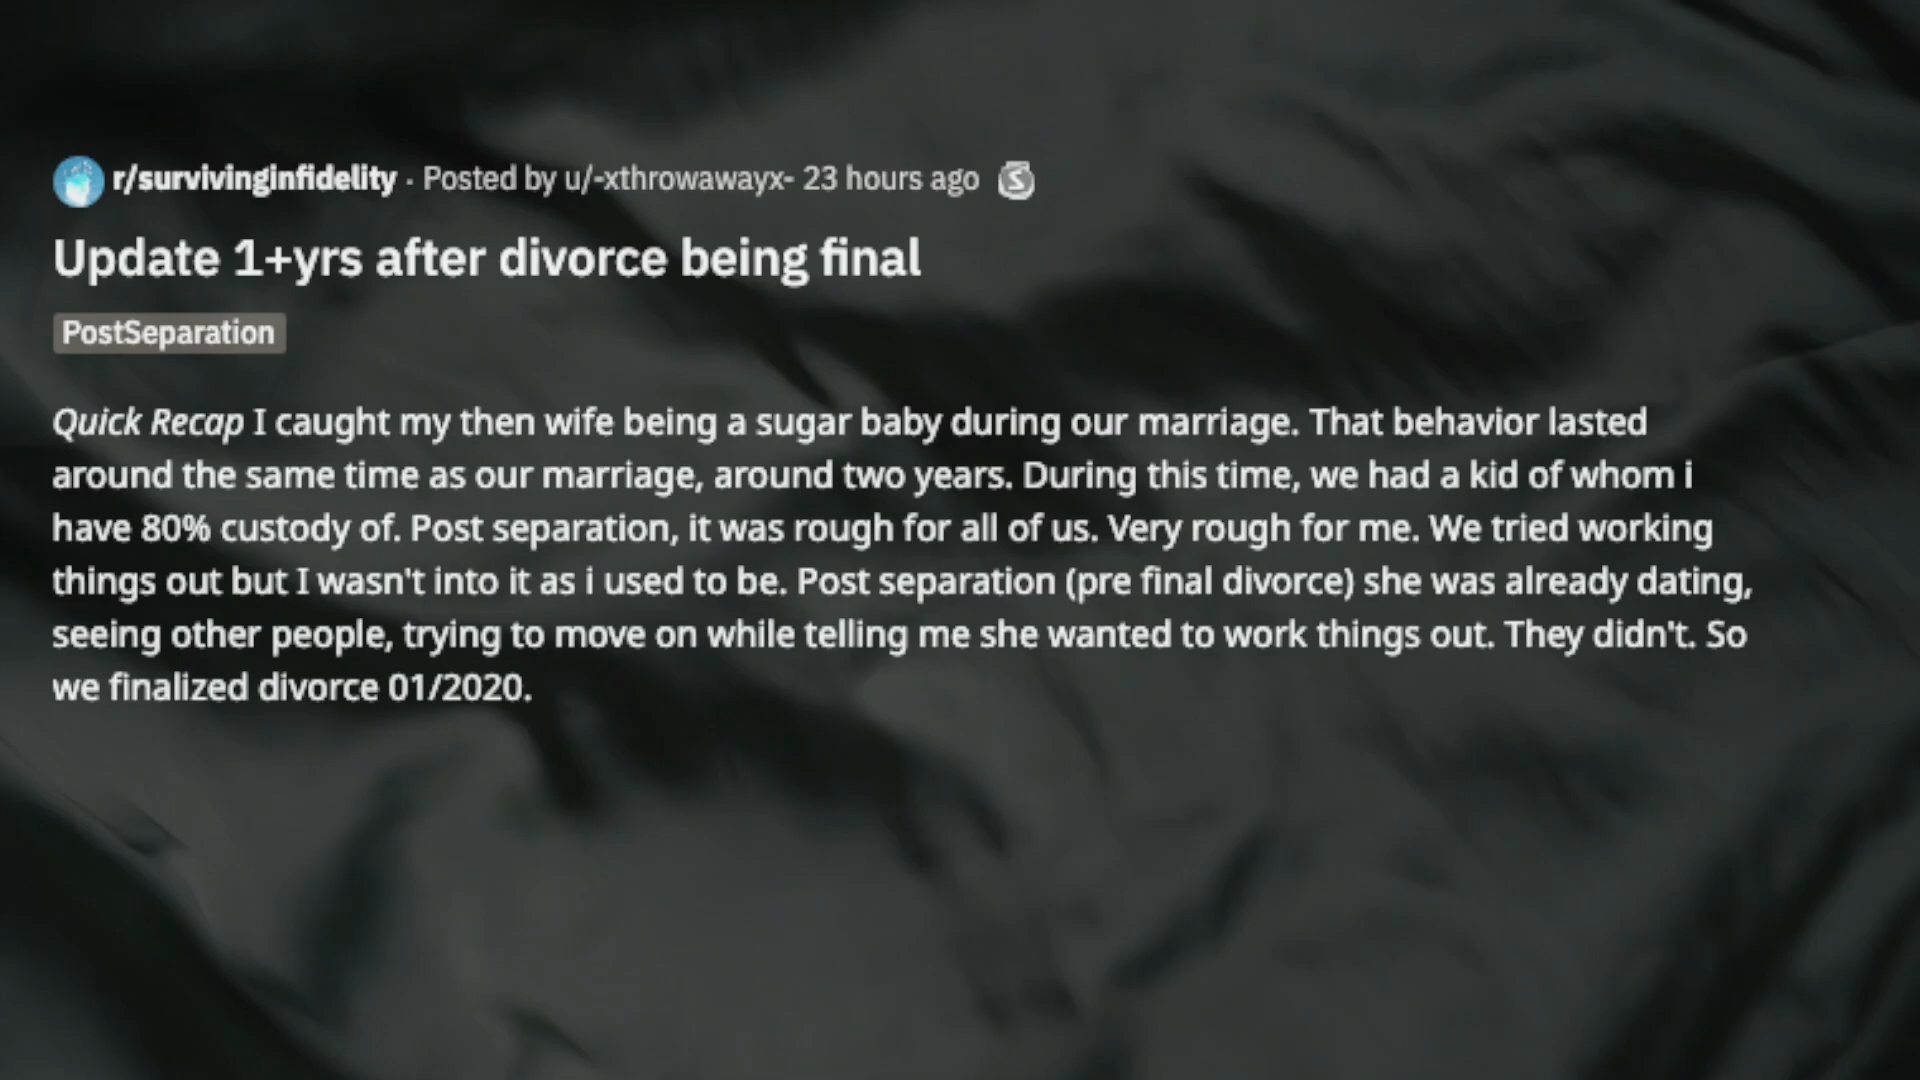 r/survivinginfidelity · Posted by u/-xthrowawayx- 23 hours ago S
Update 1+yrs after divorce being final
PostSeparation
Quick Recap I caught my then wife being a sugar baby during our marriage. That behavior lasted
around the same time as our marriage, around two years. During this time, we had a kid of whom i
have 80% custody of. Post separation, it was rough for all of us. Very rough for me. We tried working
things out but I wasn't into it as i used to be. Post separation (pre final divorce) she was already dating,
seeing other people, trying to move on while telling me she wanted to work things out. They didn't. So
we finalized divorce 01/2020.